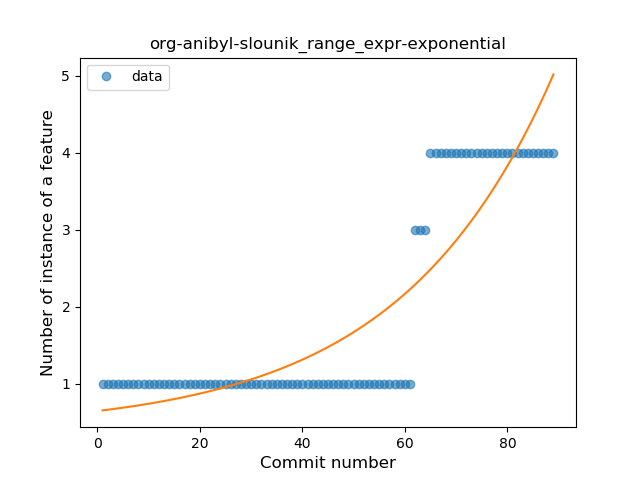 org-anibyl-slounik_range_expr-exponential
data
Number of instance of a feature
5
4
3
2
1
0
20
40
60
80
Commit number